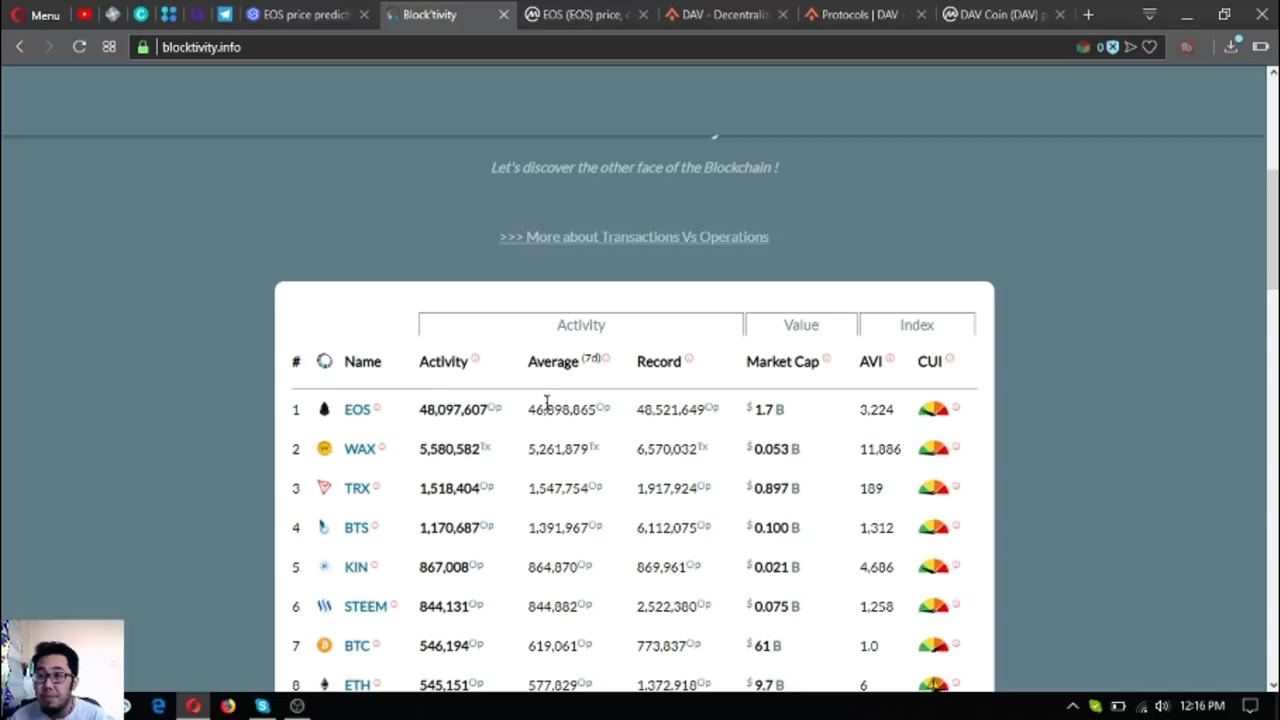 Menu
EOS price predict
Block'tivity
EOS (EOS) price, c
DAV - Decentraliz
Protocols | DAV
DAV Coin (DAV) p
blocktivity.info
0
Let's discover the other face of the Blockchain !
>>> More about Transactions Vs Operations
Activity Value Index
# Name Activity Average (7d) Record Market Cap AVI CUI
1 EOS 48,097,607 Op 46,898,865 Op 48,521,649 Op $ 1.7 B 3,224
2 WAX 5,580,582 Tx 5,261,879 Tx 6,570,032 Tx $ 0.053 B 11,886
3 TRX 1,518,404 Op 1,547,754 Op 1,917,924 Op $ 0.897 B 189
4 BTS 1,170,687 Op 1,391,967 Op 6,112,075 Op $ 0.100 B 1,312
5 KIN 867,008 Op 864,870 Op 869,961 Op $ 0.021 B 4,686
6 STEEM 844,131 Op 844,882 Op 2,522,380 Op $ 0.075 B 1,258
7 BTC 546,194 Op 619,061 Op 773,837 Op $ 61 B 1.0
8 ETH 545,151 Op 577,829 Op 1,372,918 Op $ 9.7 B 6
12:16 PM